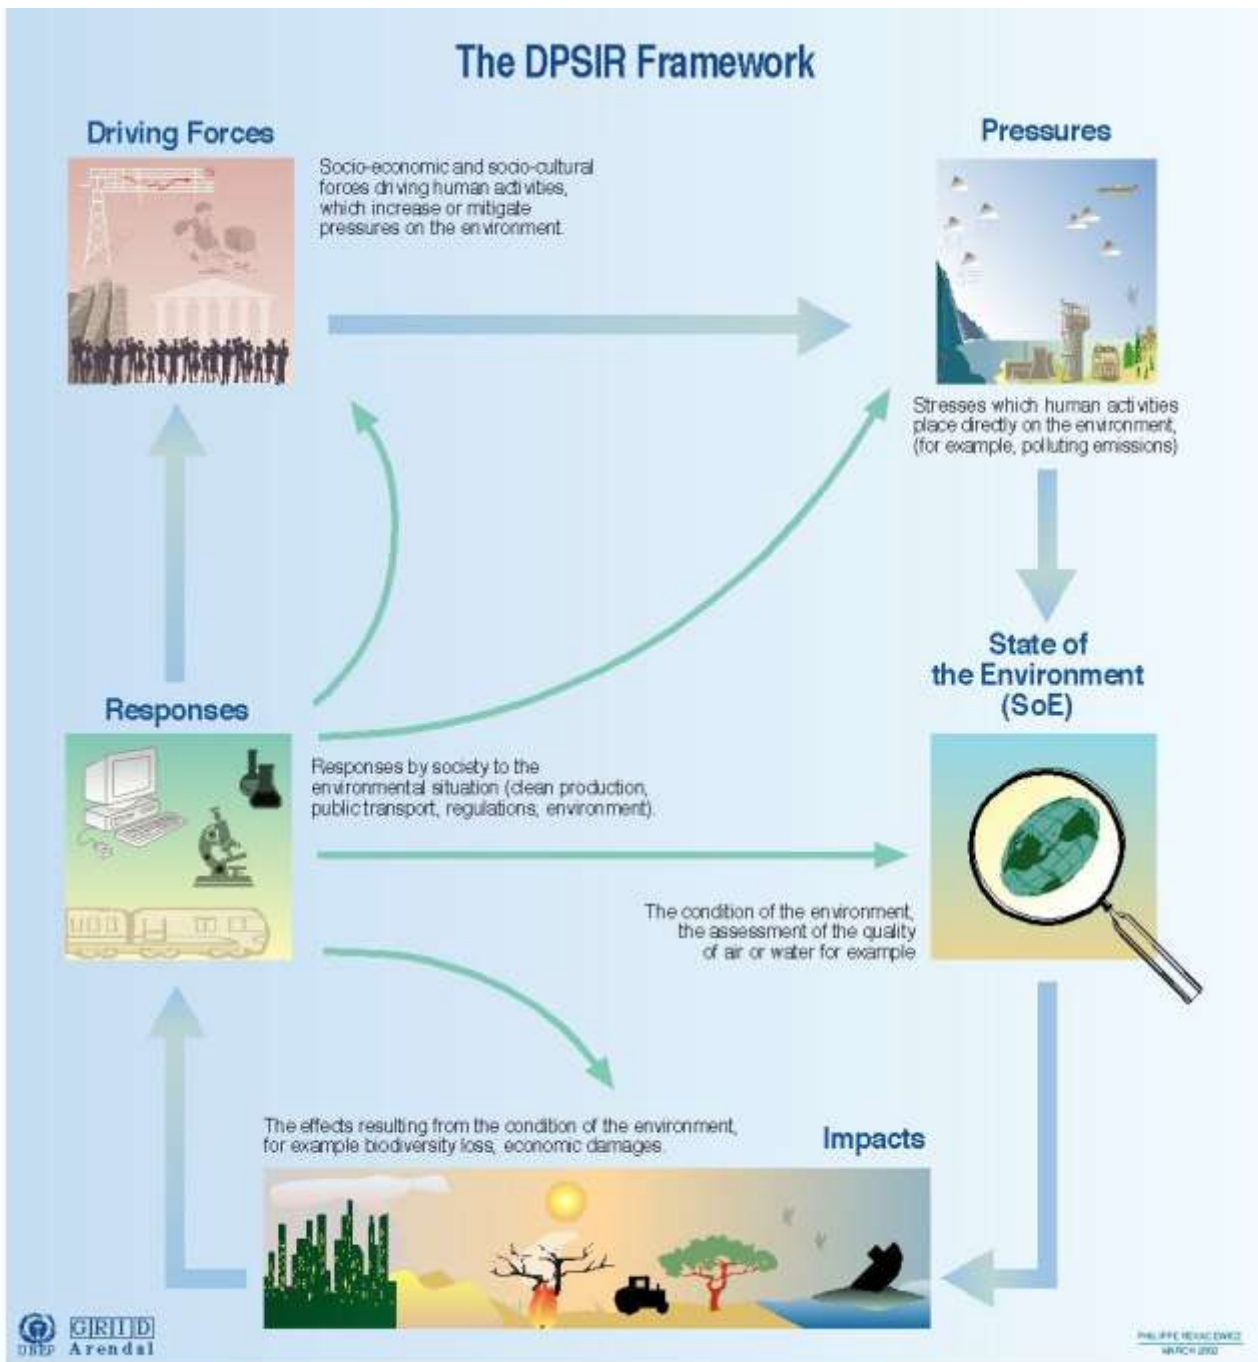 The DPSIR Framework
Driving Forces
Socio-economic and socio-cultural
forces driving human activities,
which increase or mitigate
pressures on the environment.
Pressures
Stresses which human activities
place directly on the environment,
(for example, polluting emissions)
State of
the Environment
(SoE)
The condition of the environment,
the assessment of the quality
of air or water for example
Responses
Responses by society to the
environmental situation (clean production,
public transport, regulations, environment).
The effects resulting from the condition of the environment,
for example biodiversity loss, economic damages.
Impacts
UNEP
GRID
Arendal
PHILIPPE REKACEWICZ